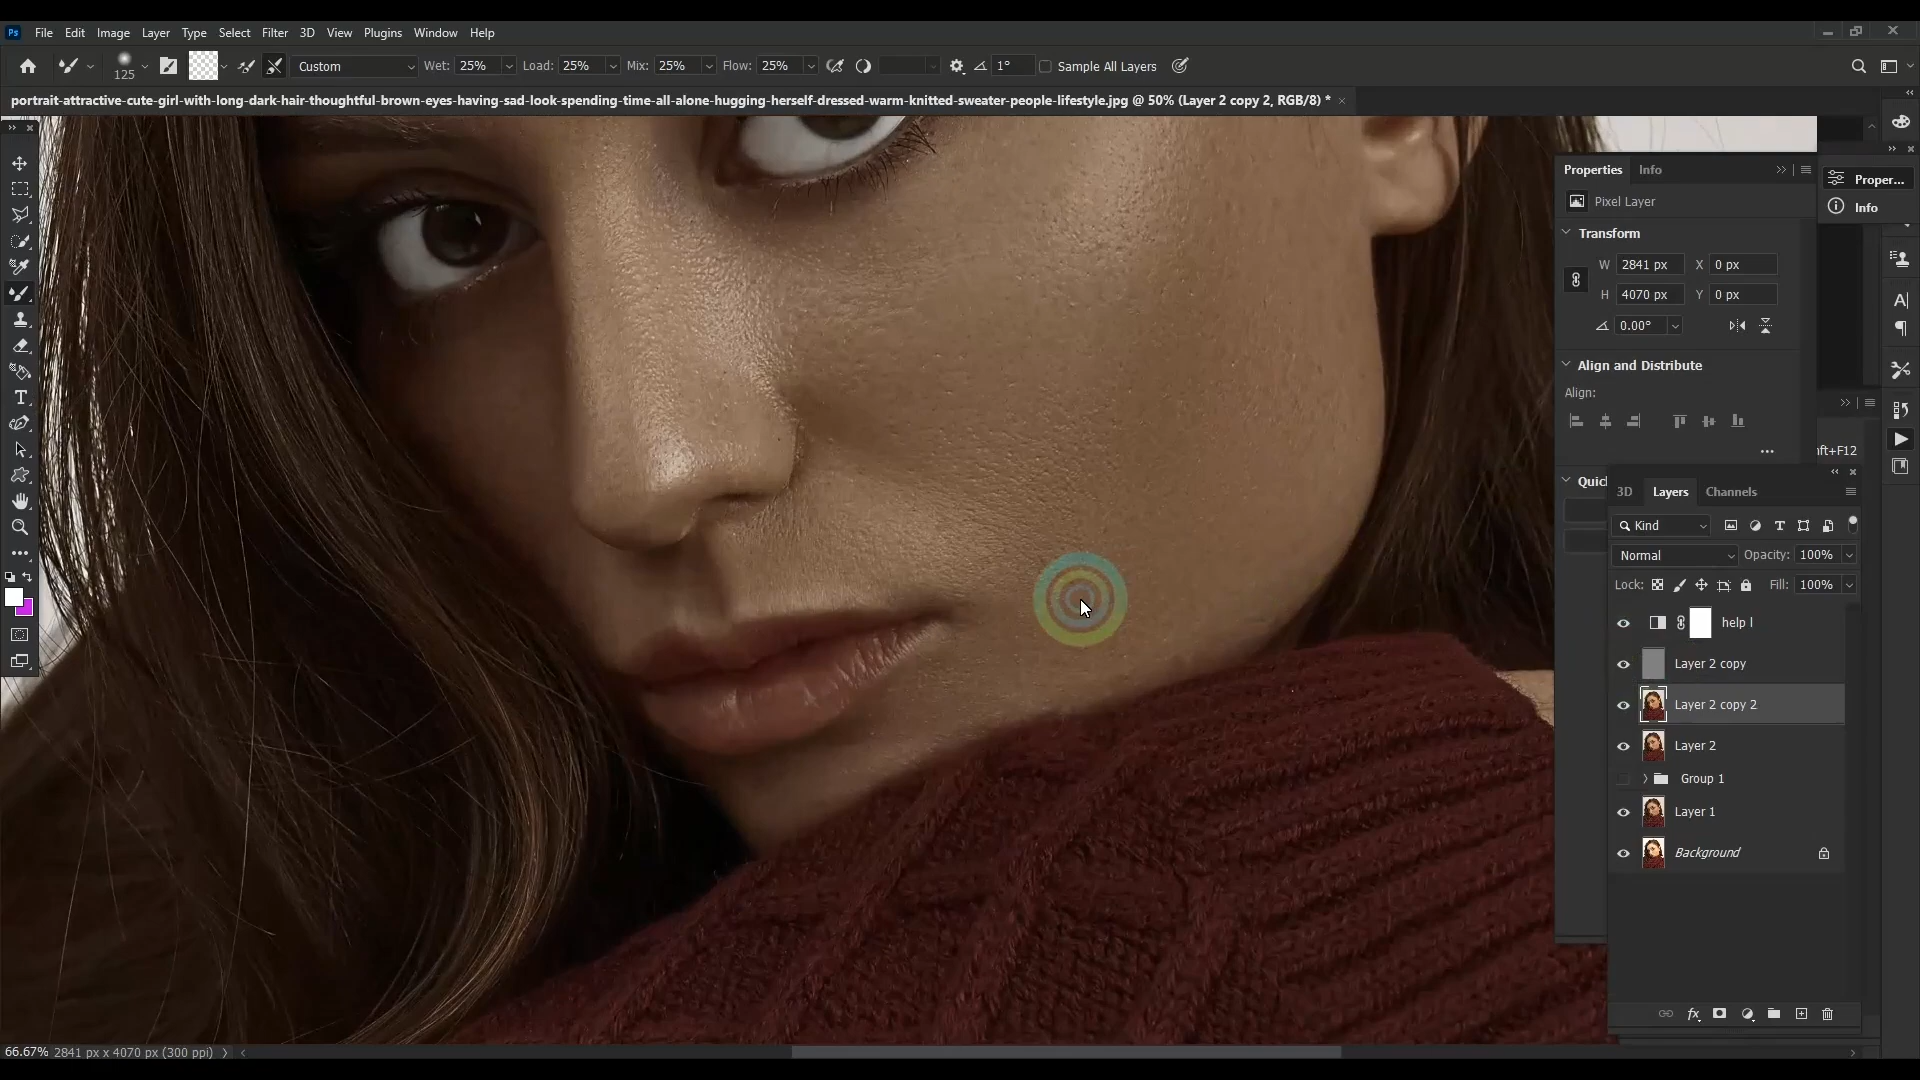 Ps File Edit Image Layer Type Select Filter 3D View Plugins Window Help
125 Custom Wet: 25% Load: 25% Mix: 25% Flow: 25% 1° Sample All Layers
portrait-attractive-cute-girl-with-long-dark-hair-thoughtful-brown-eyes-having-sad-look-spending-time-all-alone-hugging-herself-dressed-warm-knitted-sweater-people-lifestyle.jpg @ 50% (Layer 2 copy 2, RGB/8) *
Properties Info
Proper...
Pixel Layer
Info
Transform
W 2841 px X 0 px
H 4070 px Y 0 px
0.00°
Align and Distribute
Align:
ft+F12
Quic
3D Layers Channels
Kind
Normal Opacity: 100%
Lock: Fill: 100%
help l
Layer 2 copy
Layer 2 copy 2
Layer 2
Group 1
Layer 1
Background
66.67% 2841 px x 4070 px (300 ppi)